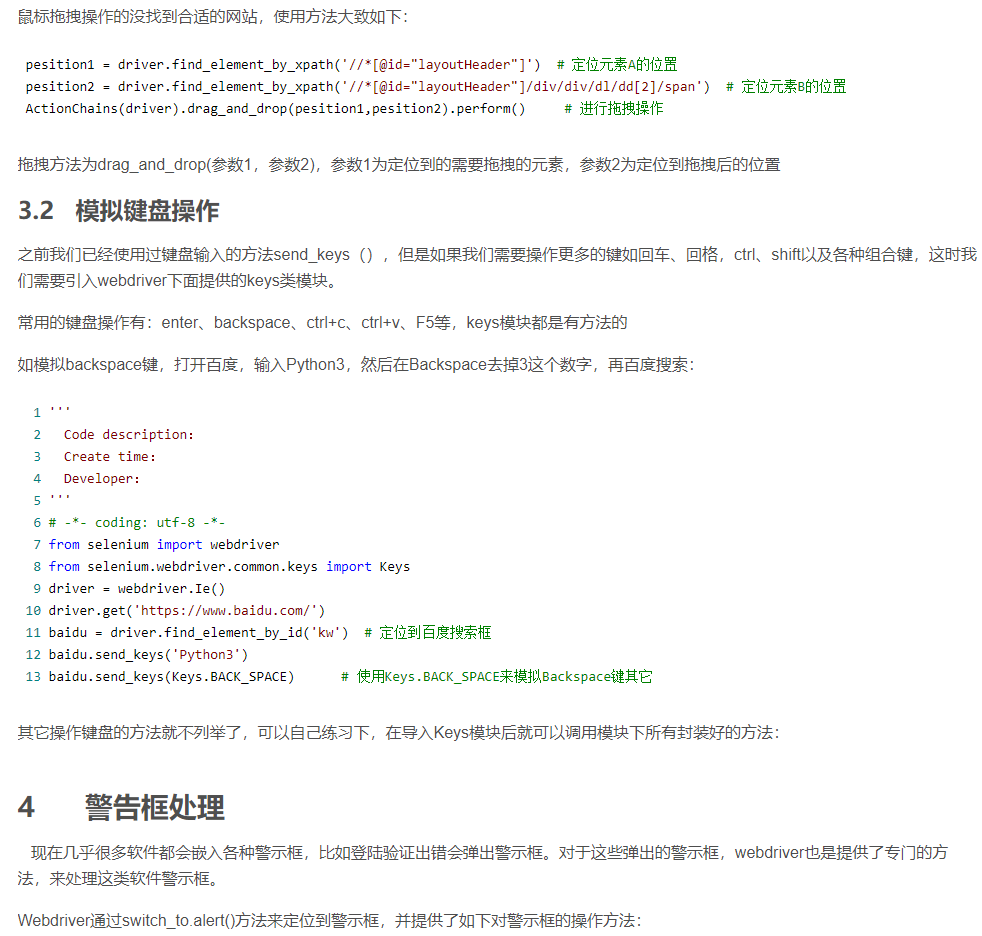 鼠标拖拽操作的没找到合适的网站，使用方法大致如下：
pesition1 = driver.find_element_by_xpath('//*[@id="layoutHeader"]')  # 定位元素A的位置
pesition2 = driver.find_element_by_xpath('//*[@id="layoutHeader"]/div/div/dl/dd[2]/span')  # 定位元素B的位置
ActionChains(driver).drag_and_drop(pesition1,pesition2).perform()     # 进行拖拽操作
拖拽方法为drag_and_drop(参数1，参数2)，参数1为定位到的需要拖拽的元素，参数2为定位到拖拽后的位置
3.2 模拟键盘操作
之前我们已经使用过键盘输入的方法send_keys（），但是如果我们需要操作更多的键如回车、回格，ctrl、shift以及各种组合键，这时我
们需要引入webdriver下面提供的keys类模块。
常用的键盘操作有：enter、backspace、ctrl+c、ctrl+v、F5等，keys模块都是有方法的
如模拟backspace键，打开百度，输入Python3，然后在Backspace去掉3这个数字，再百度搜索：
1 '''
2   Code description:
3   Create time:
4   Developer:
5 '''
6 # -*- coding: utf-8 -*-
7 from selenium import webdriver
8 from selenium.webdriver.common.keys import Keys
9 driver = webdriver.Ie()
10 driver.get('https://www.baidu.com/')
11 baidu = driver.find_element_by_id('kw')  # 定位到百度搜索框
12 baidu.send_keys('Python3')
13 baidu.send_keys(Keys.BACK_SPACE)      # 使用Keys.BACK_SPACE来模拟Backspace键其它
其它操作键盘的方法就不列举了，可以自己练习下，在导入Keys模块后就可以调用模块下所有封装好的方法：
4 警告框处理
现在几乎很多软件都会嵌入各种警示框，比如登陆验证出错会弹出警示框。对于这些弹出的警示框，webdriver也是提供了专门的方
法，来处理这类软件警示框。
Webdriver通过switch_to.alert()方法来定位到警示框，并提供了如下对警示框的操作方法：